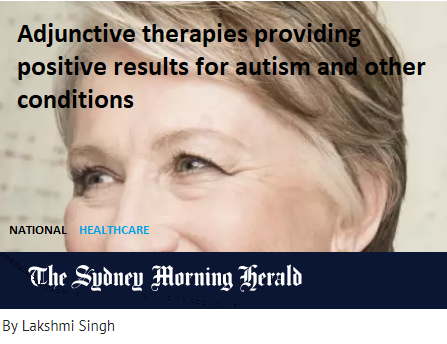 Adjunctive therapies providing
positive results for autism and other
conditions
NATIONAL HEALTHCARE
The Sydney Morning Herald
By Lakshmi Singh